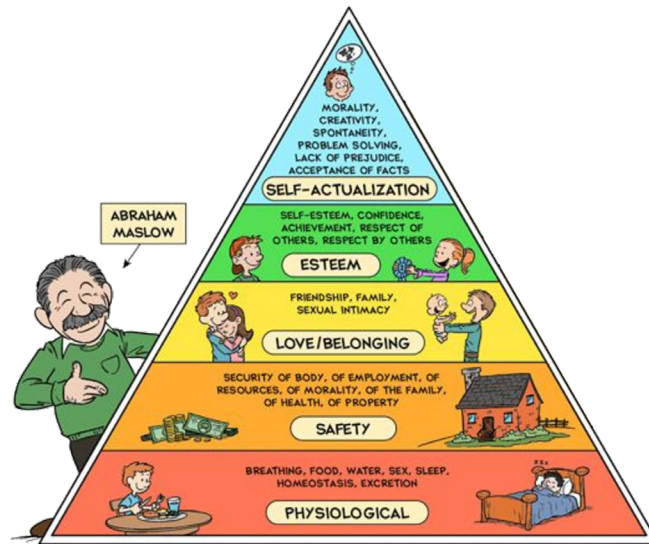 MORALITY,
CREATIVITY,
SPONTANEITY,
PROBLEM SOLVING,
LACK OF PREJUDICE,
ACCEPTANCE OF FACTS
SELF-ACTUALIZATION
ABRAHAM
MASLOW
SELF-ESTEEM, CONFIDENCE,
ACHIEVEMENT, RESPECT OF
OTHERS, RESPECT BY OTHERS
ESTEEM
FRIENDSHIP, FAMILY,
SEXUAL INTIMACY
LOVE/BELONGING
SECURITY OF BODY, OF EMPLOYMENT, OF
RESOURCES, OF MORALITY, OF THE FAMILY,
OF HEALTH, OF PROPERTY
SAFETY
BREATHING, FOOD, WATER, SEX, SLEEP,
HOMEOSTASIS, EXCRETION
PHYSIOLOGICAL